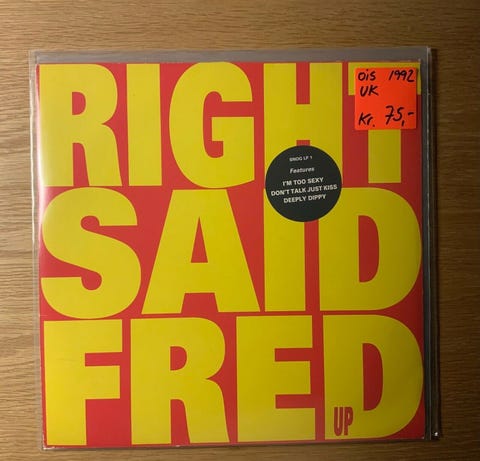 RIGHT
SAID
FRED
UP
OIS 1992
UK
Kr. 75,-
SNOG LP 1
Features
I'M TOO SEXY
DON'T TALK JUST KISS
DEEPLY DIPPY